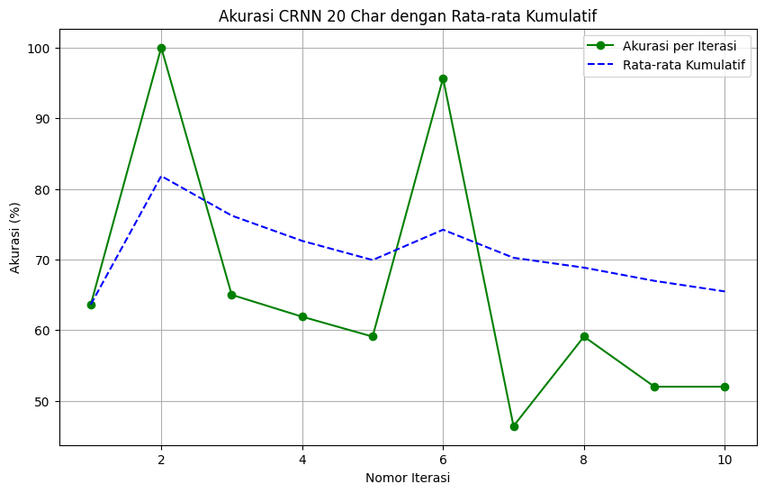 Akurasi CRNN 20 Char dengan Rata-rata Kumulatif
Akurasi per Iterasi
Rata-rata Kumulatif
Akurasi (%)
100
90
80
70
60
50
2 4 6 8 10
Nomor Iterasi